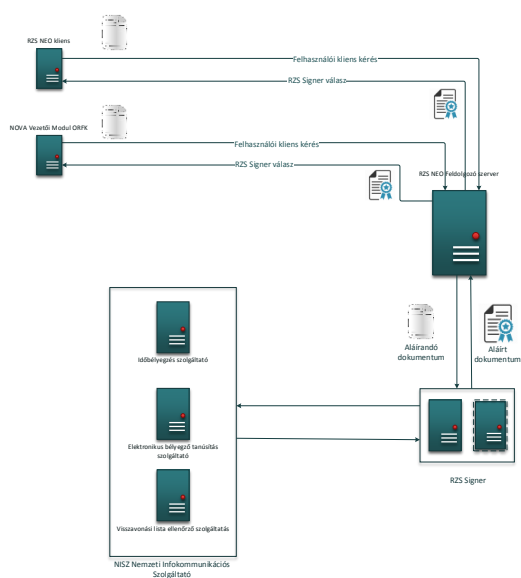 RZS NEO kliens
Felhasználói kliens kérés
RZS Signer válasz
NOVA Vezetői Modul ORFK
Felhasználói kliens kérés
RZS Signer válasz
RZS NEO Feldolgozó szerver
Aláírandó
dokumentum
Aláírt
dokumentum
Időbélyegzés szolgáltató
Elektronikus bélyegző tanúsítás
szolgáltató
RZS Signer
Visszavonási lista ellenőrző szolgáltatás
NISZ Nemzeti Infokommunikációs
Szolgáltató